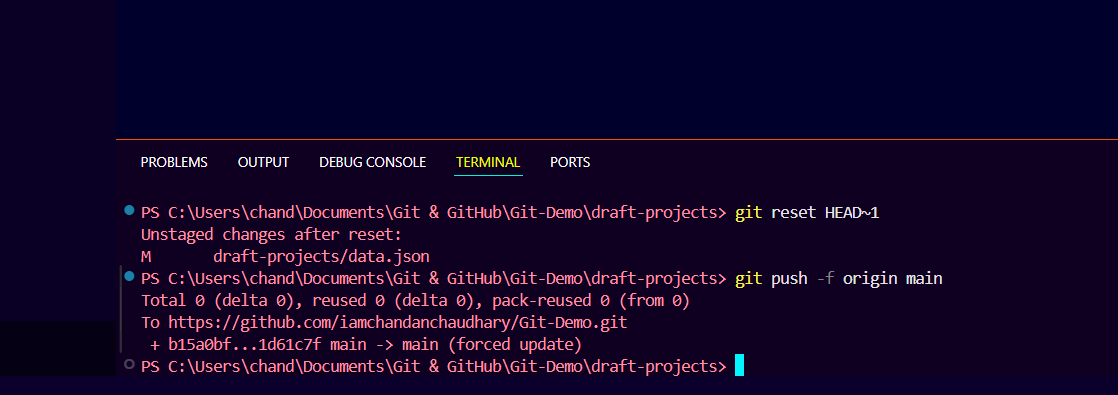 PROBLEMS OUTPUT DEBUG CONSOLE TERMINAL PORTS
PS C:\Users\chand\Documents\Git & GitHub\Git-Demo\draft-projects> git reset HEAD~1
Unstaged changes after reset:
M       draft-projects/data.json
PS C:\Users\chand\Documents\Git & GitHub\Git-Demo\draft-projects> git push -f origin main
Total 0 (delta 0), reused 0 (delta 0), pack-reused 0 (from 0)
To https://github.com/iamchandanchaudhary/Git-Demo.git
 + b15a0bf...1d61c7f main -> main (forced update)
PS C:\Users\chand\Documents\Git & GitHub\Git-Demo\draft-projects>